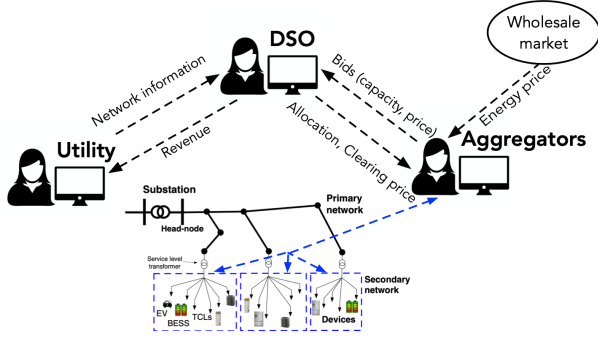 Wholesale
market
DSO
Network information
Revenue
Bids (capacity, price)
Allocation, Clearing price
Energy price
Utility
Aggregators
Substation
Head-node
Primary
network
Service level
transformer
Secondary
network
EV
BESS
TCLs
Devices